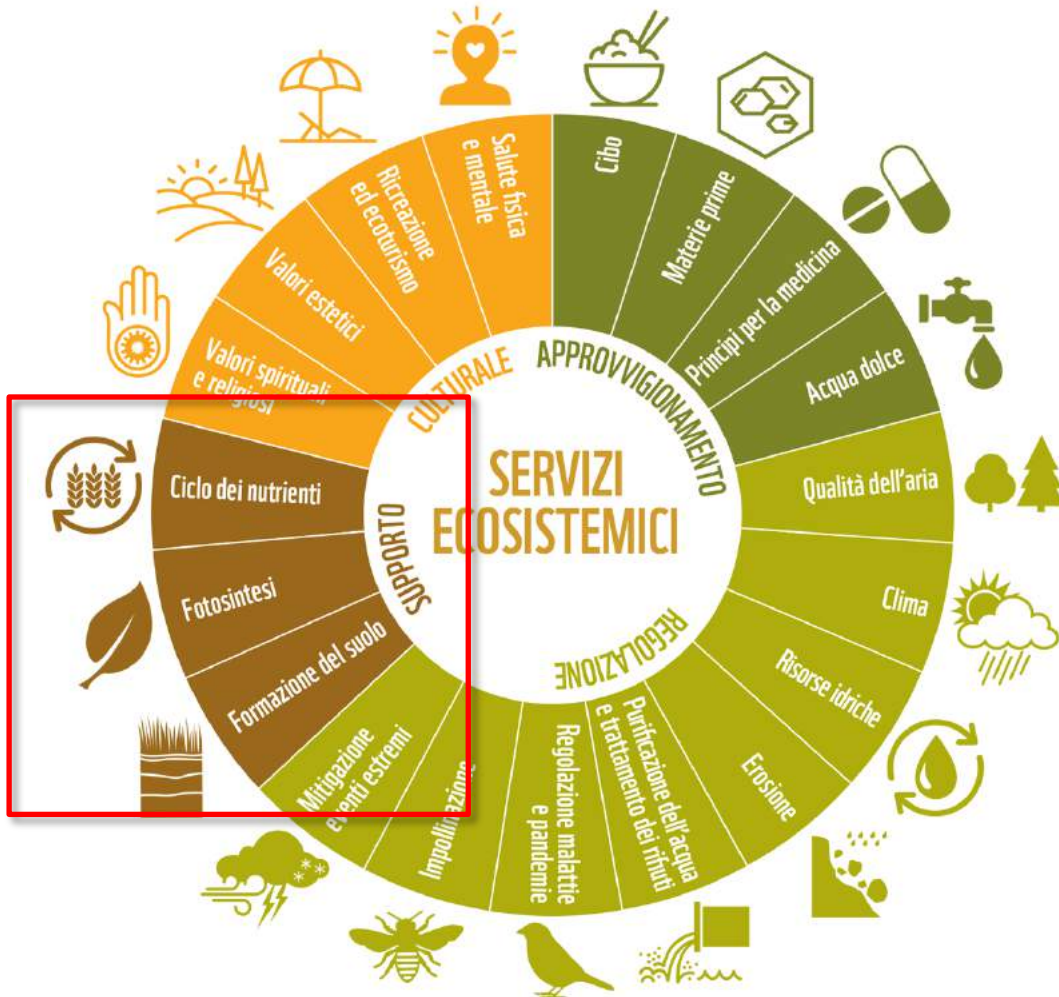 Salute fisica
e mentale
Ricreazione
ed ecoturismo
Valori estetici
Valori spirituali
e religiosi
CULTURALE
Cibo
Materie prime
Principi per la medicina
Acqua dolce
APPROVVIGIONAMENTO
SERVIZI
ECOSISTEMICI
Ciclo dei nutrienti
Fotosintesi
Formazione del suolo
SUPPORTO
Qualità dell'aria
Clima
Risorse idriche
Erosione
Purificazione dell'acqua
e trattamento dei rifiuti
Regolazione malattie
e pandemie
Impollinazione
Mitigazione
eventi estremi
REGOLAZIONE